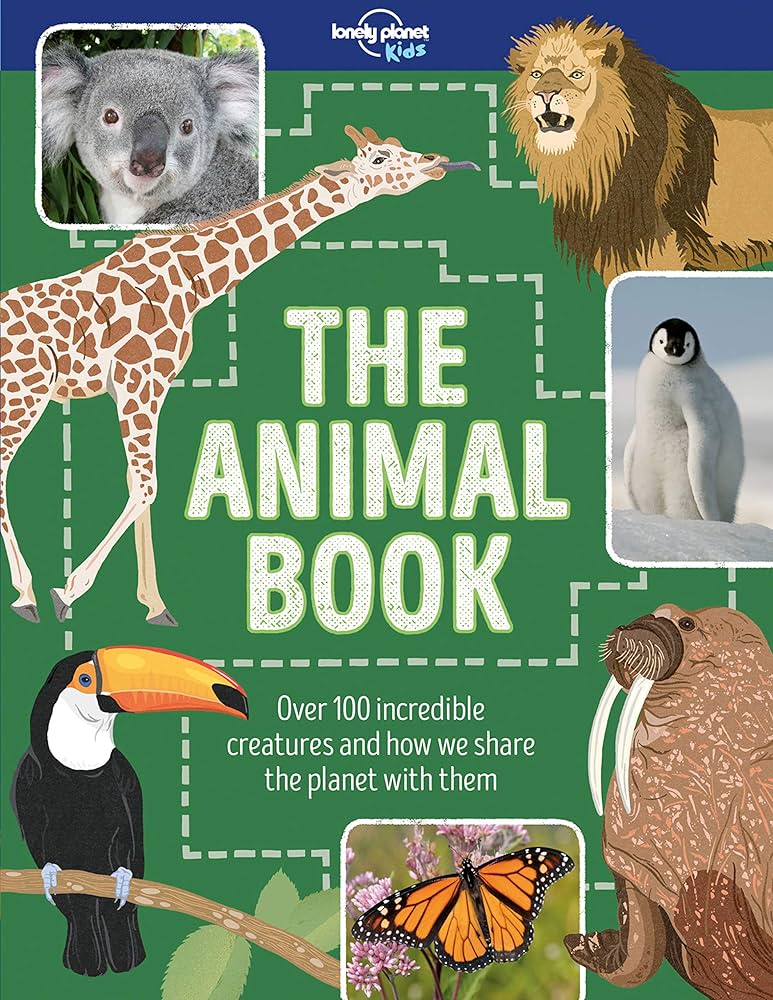 lonely planet
kids
THE
ANIMAL
BOOK
Over 100 incredible
creatures and how we share
the planet with them